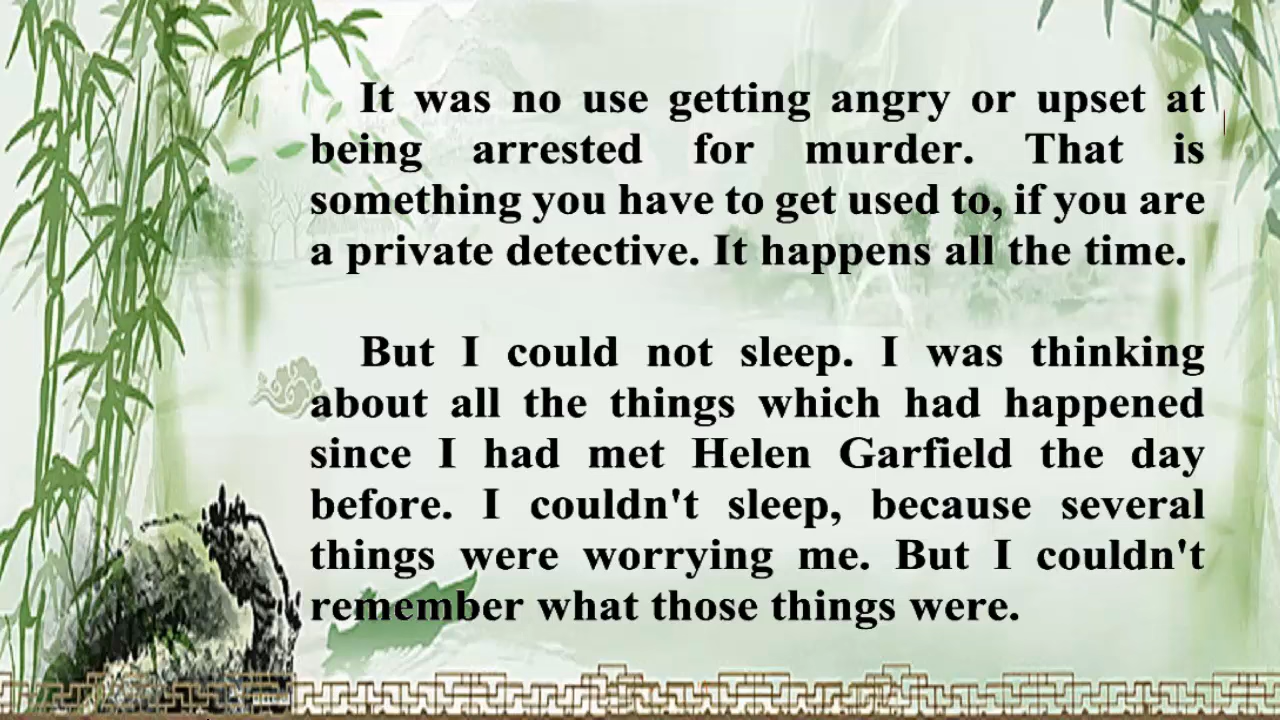 It was no use getting angry or upset at
being arrested for murder. That is
something you have to get used to, if you are
a private detective. It happens all the time.
But I could not sleep. I was thinking
about all the things which had happened
since I had met Helen Garfield the day
before. I couldn't sleep, because several
things were worrying me. But I couldn't
remember what those things were.